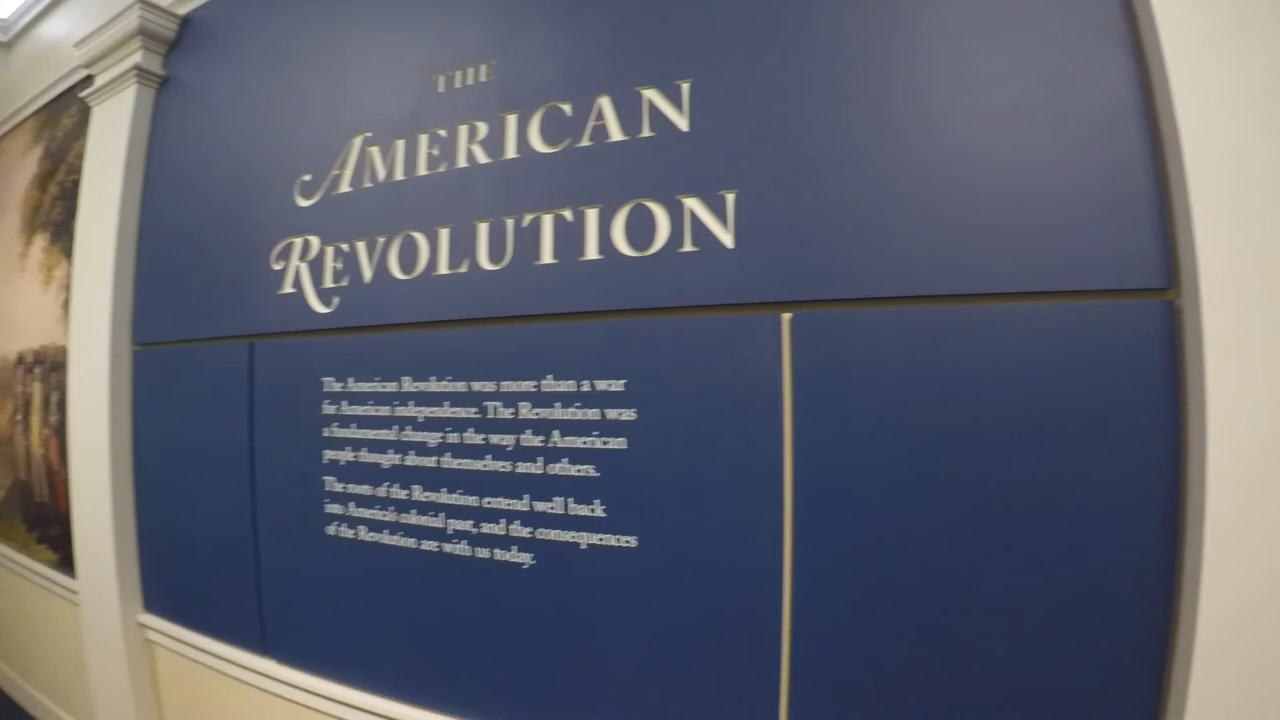 THE
AMERICAN
REVOLUTION
The American Revolution was more than a war
for American independence. The Revolution was
a fundamental change in the way the American
people thought about themselves and others.
The roots of the Revolution extend well back
into America's colonial past, and the consequences
of the Revolution are with us today.